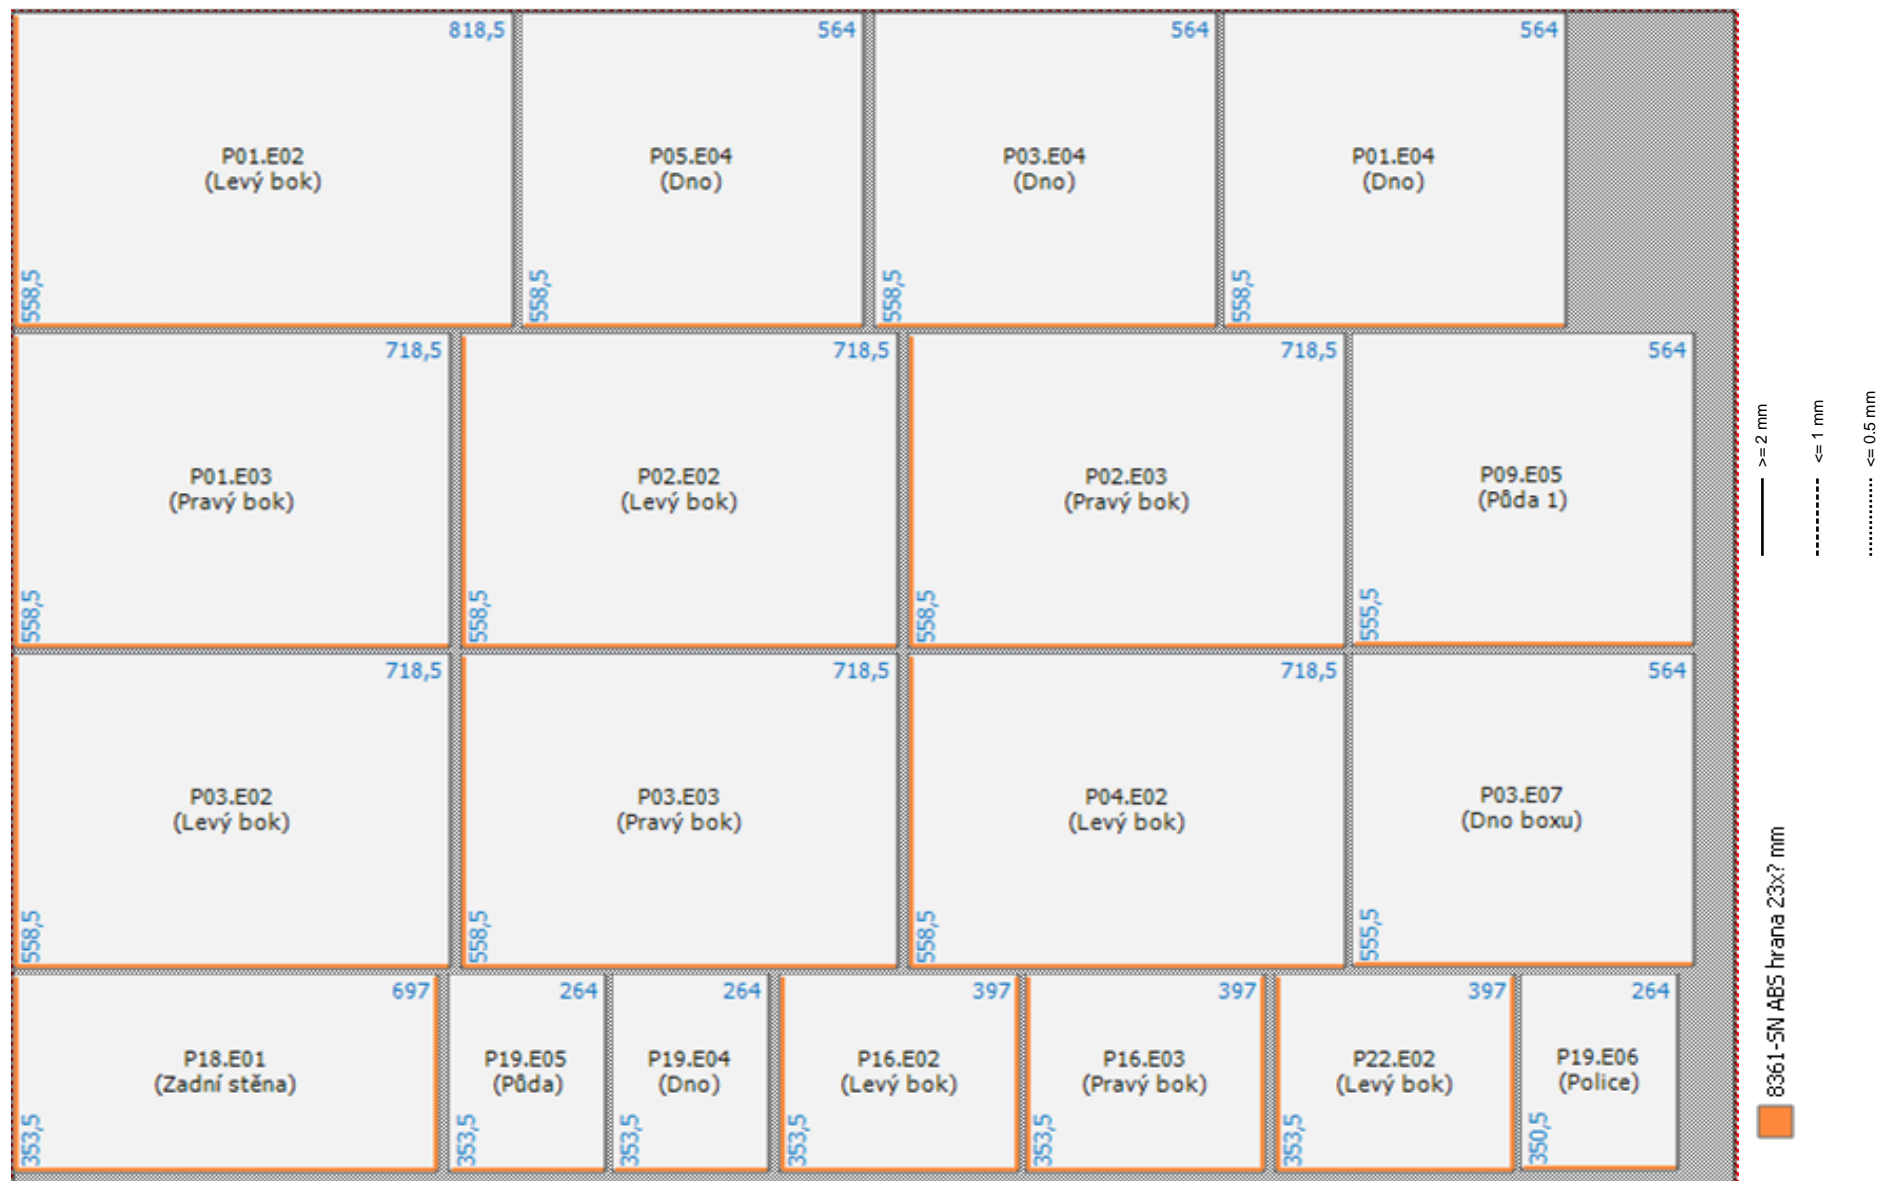 818,5
P01.E02
(Levý bok)
558,5
564
P05.E04
(Dno)
558,5
564
P03.E04
(Dno)
558,5
564
P01.E04
(Dno)
558,5
718,5
P01.E03
(Pravý bok)
558,5
718,5
P02.E02
(Levý bok)
558,5
718,5
P02.E03
(Pravý bok)
558,5
564
P09.E05
(Půda 1)
555,5
718,5
P03.E02
(Levý bok)
558,5
718,5
P03.E03
(Pravý bok)
558,5
718,5
P04.E02
(Levý bok)
558,5
564
P03.E07
(Dno boxu)
555,5
697
P18.E01
(Zadní stěna)
353,5
264
P19.E05
(Půda)
353,5
264
P19.E04
(Dno)
353,5
397
P16.E02
(Levý bok)
353,5
397
P16.E03
(Pravý bok)
353,5
397
P22.E02
(Levý bok)
353,5
264
P19.E06
(Police)
350,5
8361-SN ABS hrana 23x? mm
>= 2 mm
<= 1 mm
<= 0.5 mm